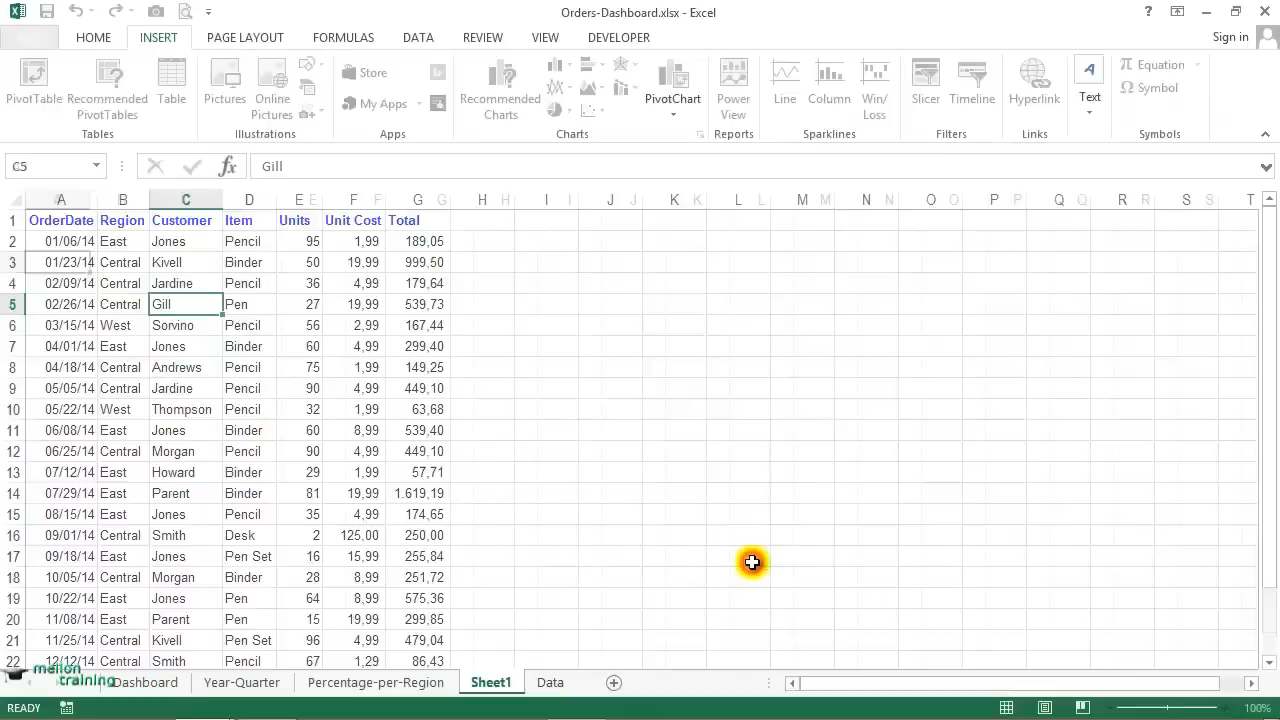 Orders-Dashboard.xlsx - Excel
HOME INSERT PAGE LAYOUT FORMULAS DATA REVIEW VIEW DEVELOPER Sign in
PivotTable Recommended PivotTables Table Pictures Online Pictures Store My Apps Recommended Charts PivotChart Power View Line Column Win/Loss Slicer Timeline Hyperlink Text Equation Symbol
Tables Illustrations Apps Charts Reports Sparklines Filters Links Symbols
C5 fx Gill
A B C D E F G H I J K L M N O P Q R S T
1 OrderDate Region Customer Item Units Unit Cost Total
2 01/06/14 East Jones Pencil 95 1,99 189,05
3 01/23/14 Central Kivell Binder 50 19,99 999,50
4 02/09/14 Central Jardine Pencil 36 4,99 179,64
5 02/26/14 Central Gill Pen 27 19,99 539,73
6 03/15/14 West Sorvino Pencil 56 2,99 167,44
7 04/01/14 East Jones Binder 60 4,99 299,40
8 04/18/14 Central Andrews Pencil 75 1,99 149,25
9 05/05/14 Central Jardine Pencil 90 4,99 449,10
10 05/22/14 West Thompson Pencil 32 1,99 63,68
11 06/08/14 East Jones Binder 60 8,99 539,40
12 06/25/14 Central Morgan Pencil 90 4,99 449,10
13 07/12/14 East Howard Binder 29 1,99 57,71
14 07/29/14 East Parent Binder 81 19,99 1.619,19
15 08/15/14 East Jones Pencil 35 4,99 174,65
16 09/01/14 Central Smith Desk 2 125,00 250,00
17 09/18/14 East Jones Pen Set 16 15,99 255,84
18 10/05/14 Central Morgan Binder 28 8,99 251,72
19 10/22/14 East Jones Pen 64 8,99 575,36
20 11/08/14 East Parent Pen 15 19,99 299,85
21 11/25/14 Central Kivell Pen Set 96 4,99 479,04
22 12/12/14 Central Smith Pencil 67 1,29 86,43
mellon training
Dashboard Year-Quarter Percentage-per-Region Sheet1 Data
READY 100%